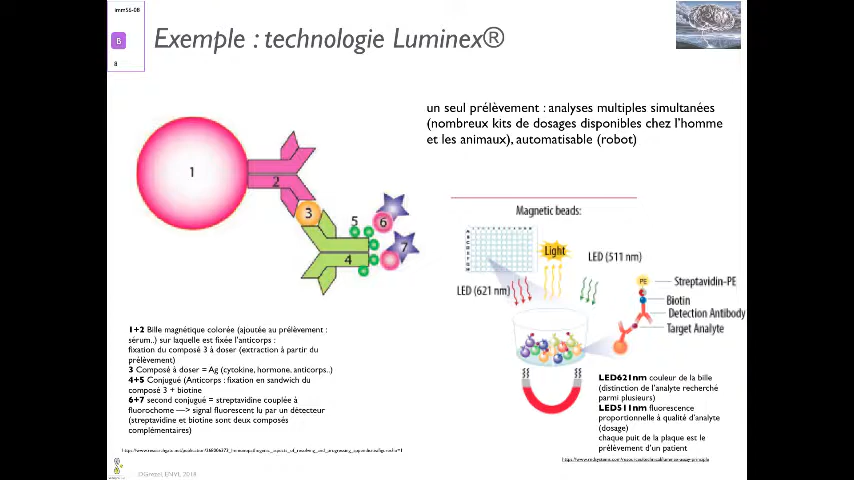 imm56-08
B
8
Exemple : technologie Luminex®
un seul prélèvement : analyses multiples simultanées
(nombreux kits de dosages disponibles chez l'homme
et les animaux), automatisable (robot)
1
2
3
4
5
6
7
Magnetic beads:
Light
LED (511 nm)
LED (621 nm)
PE
Streptavidin-PE
Biotin
Detection Antibody
Target Analyte
1+2 Bille magnétique colorée (ajoutée au prélèvement :
sérum..) sur laquelle est fixée l'anticorps :
fixation du composé 3 à doser (extraction à partir du
prélèvement)
3 Composé à doser = Ag (cytokine, hormone, anticorps..)
4+5 Conjugué (Anticorps : fixation en sandwich du
composé 3 + biotine
6+7 second conjugué = streptavidine couplée à
fluorochome —> signal fluorescent lu par un détecteur
(streptavidine et biotine sont deux composés
complémentaires)
LED621nm couleur de la bille
(distinction de l'analyte recherché
parmi plusieurs)
LED511nm fluorescence
proportionnelle à qualité d'analyte
(dosage)
chaque puit de la plaque est le
prélèvement d'un patient
2018